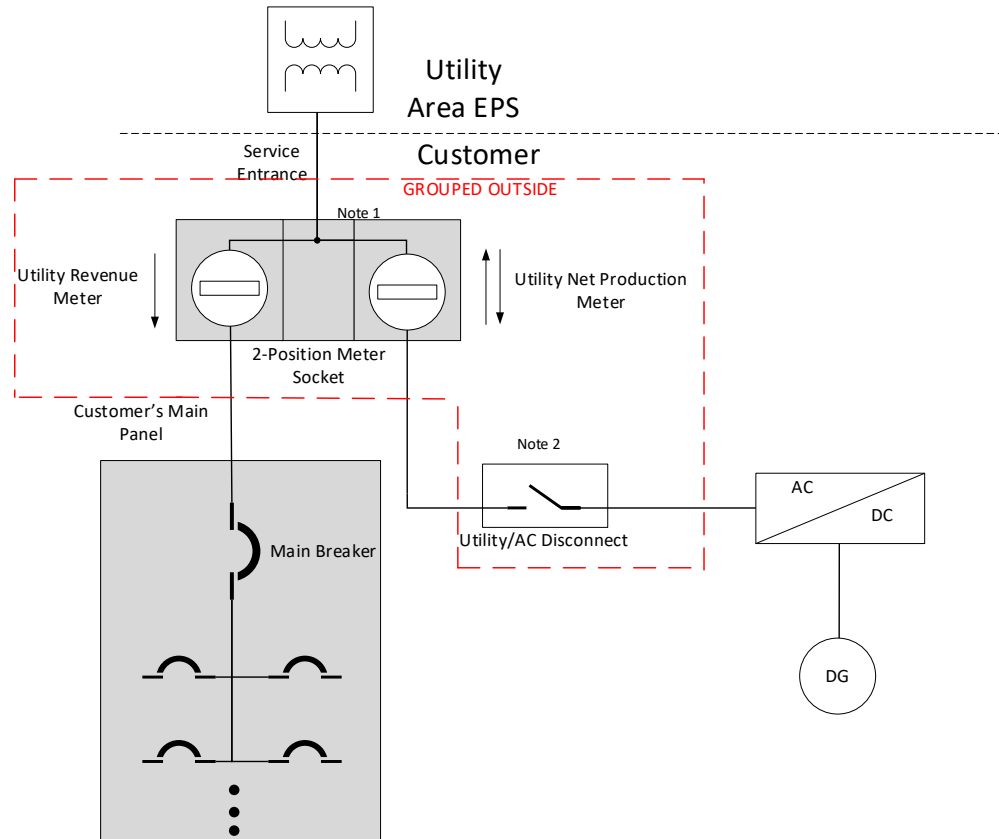 Utility
Area EPS
Service
Entrance
Customer
GROUPED OUTSIDE
Note 1
Utility Revenue
Meter
Utility Net Production
Meter
2-Position Meter
Socket
Customer's Main
Panel
Note 2
AC
DC
Utility/AC Disconnect
Main Breaker
DG